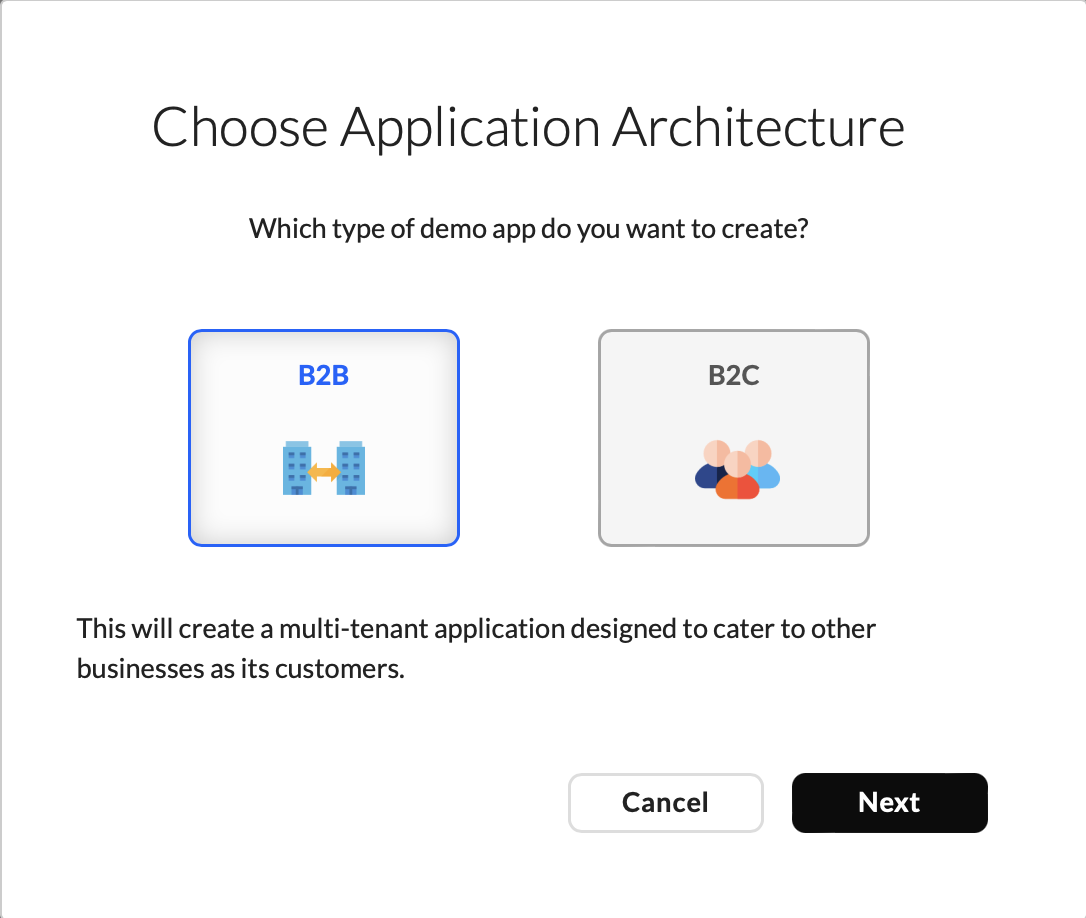 Choose Application Architecture
Which type of demo app do you want to create?
B2B
B2C
This will create a multi-tenant application designed to cater to other
businesses as its customers.
Cancel
Next